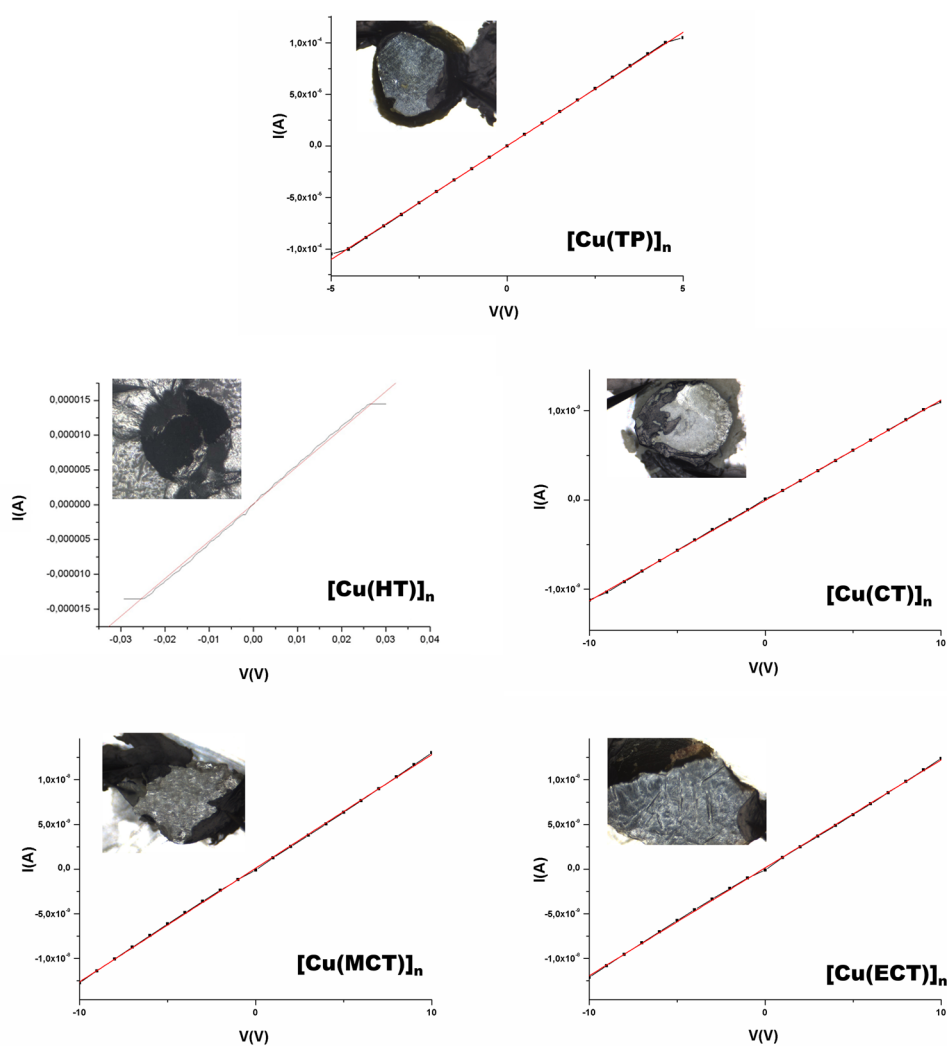 1,0x10⁻⁴
5,0x10⁻⁵
0,0
-5,0x10⁻⁵
-1,0x10⁻⁴
I(A)
-5
0
5
V(V)
[Cu(TP)]ₙ
0,000015
0,000010
0,000005
0,000000
-0,000005
-0,000010
-0,000015
I(A)
-0,03
-0,02
-0,01
0,00
0,01
0,02
0,03
0,04
V(V)
[Cu(HT)]ₙ
1,0x10⁻⁹
0,0
-1,0x10⁻⁹
I(A)
-10
0
10
V(V)
[Cu(CT)]ₙ
1,0x10⁻⁸
5,0x10⁻⁹
0,0
-5,0x10⁻⁹
-1,0x10⁻⁸
I(A)
-10
0
10
V(V)
[Cu(MCT)]ₙ
1,0x10⁻⁸
5,0x10⁻⁹
0,0
-5,0x10⁻⁹
-1,0x10⁻⁸
I(A)
-10
0
10
V(V)
[Cu(ECT)]ₙ